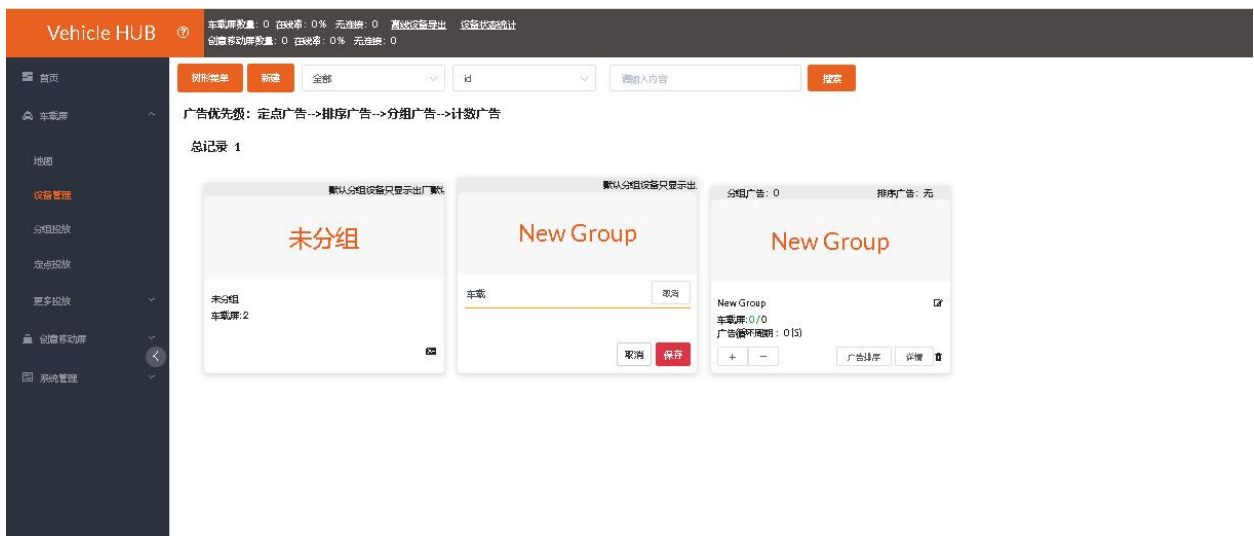 Vehicle HUB
车载屏数量: 0 在线率: 0% 无连接: 0 离线设备导出 设备状态统计
创意移动屏数量: 0 在线率: 0% 无连接: 0
首页
车载屏
地图
设备管理
分组投放
定点投放
更多投放
创意移动屏
系统管理
树形菜单 新建 全部 id 请输入内容 搜索
广告优先级: 定点广告-->排序广告-->分组广告-->计数广告
总记录 1
默认分组设备只显示出厂默
未分组
未分组
车载屏:2
默认分组设备只显示出
New Group
车载 取消
取消 保存
分组广告: 0 排序广告: 无
New Group
New Group
车载屏:0/0
广告循环周期: 0(S)
+ − 广告排序 详情